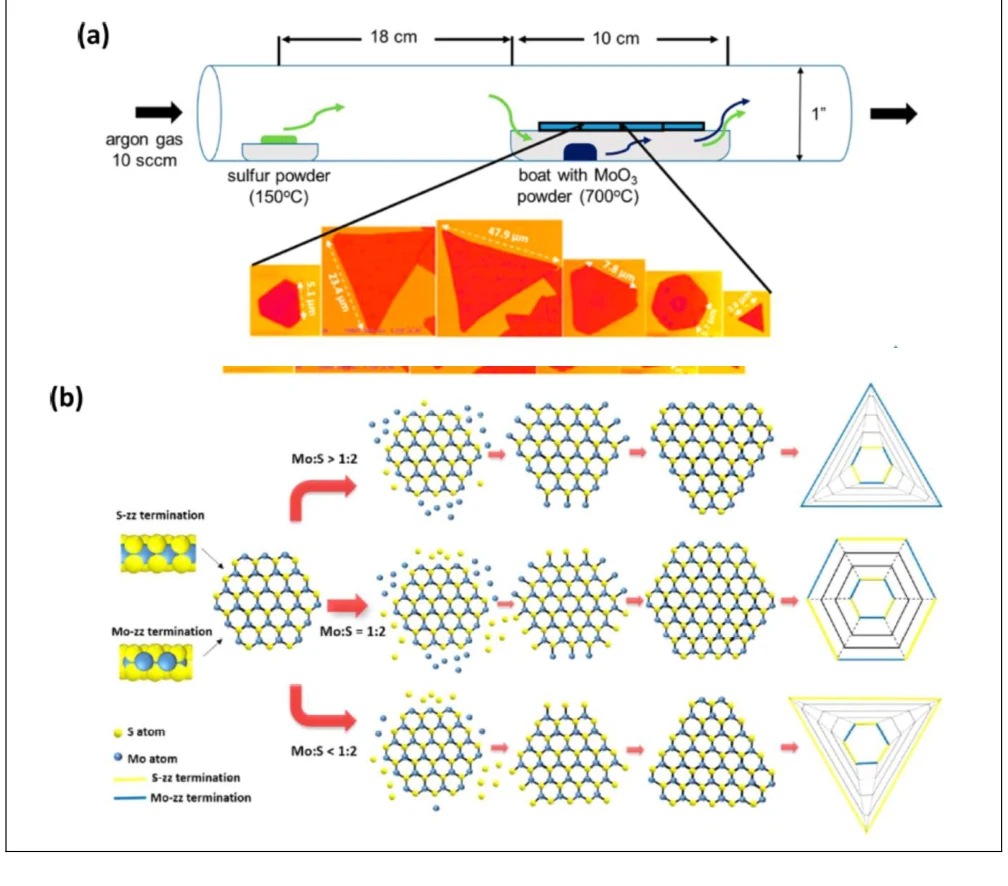 (a)
18 cm
10 cm
argon gas
10 sccm
1”
sulfur powder
(150°C)
boat with MoO₃
powder (700°C)
5.1 μm
23.4 μm
47.9 μm
7.8 μm
(b)
Mo:S > 1:2
S-zz termination
Mo-zz termination
Mo:S = 1:2
Mo:S < 1:2
S atom
Mo atom
S-zz termination
Mo-zz termination